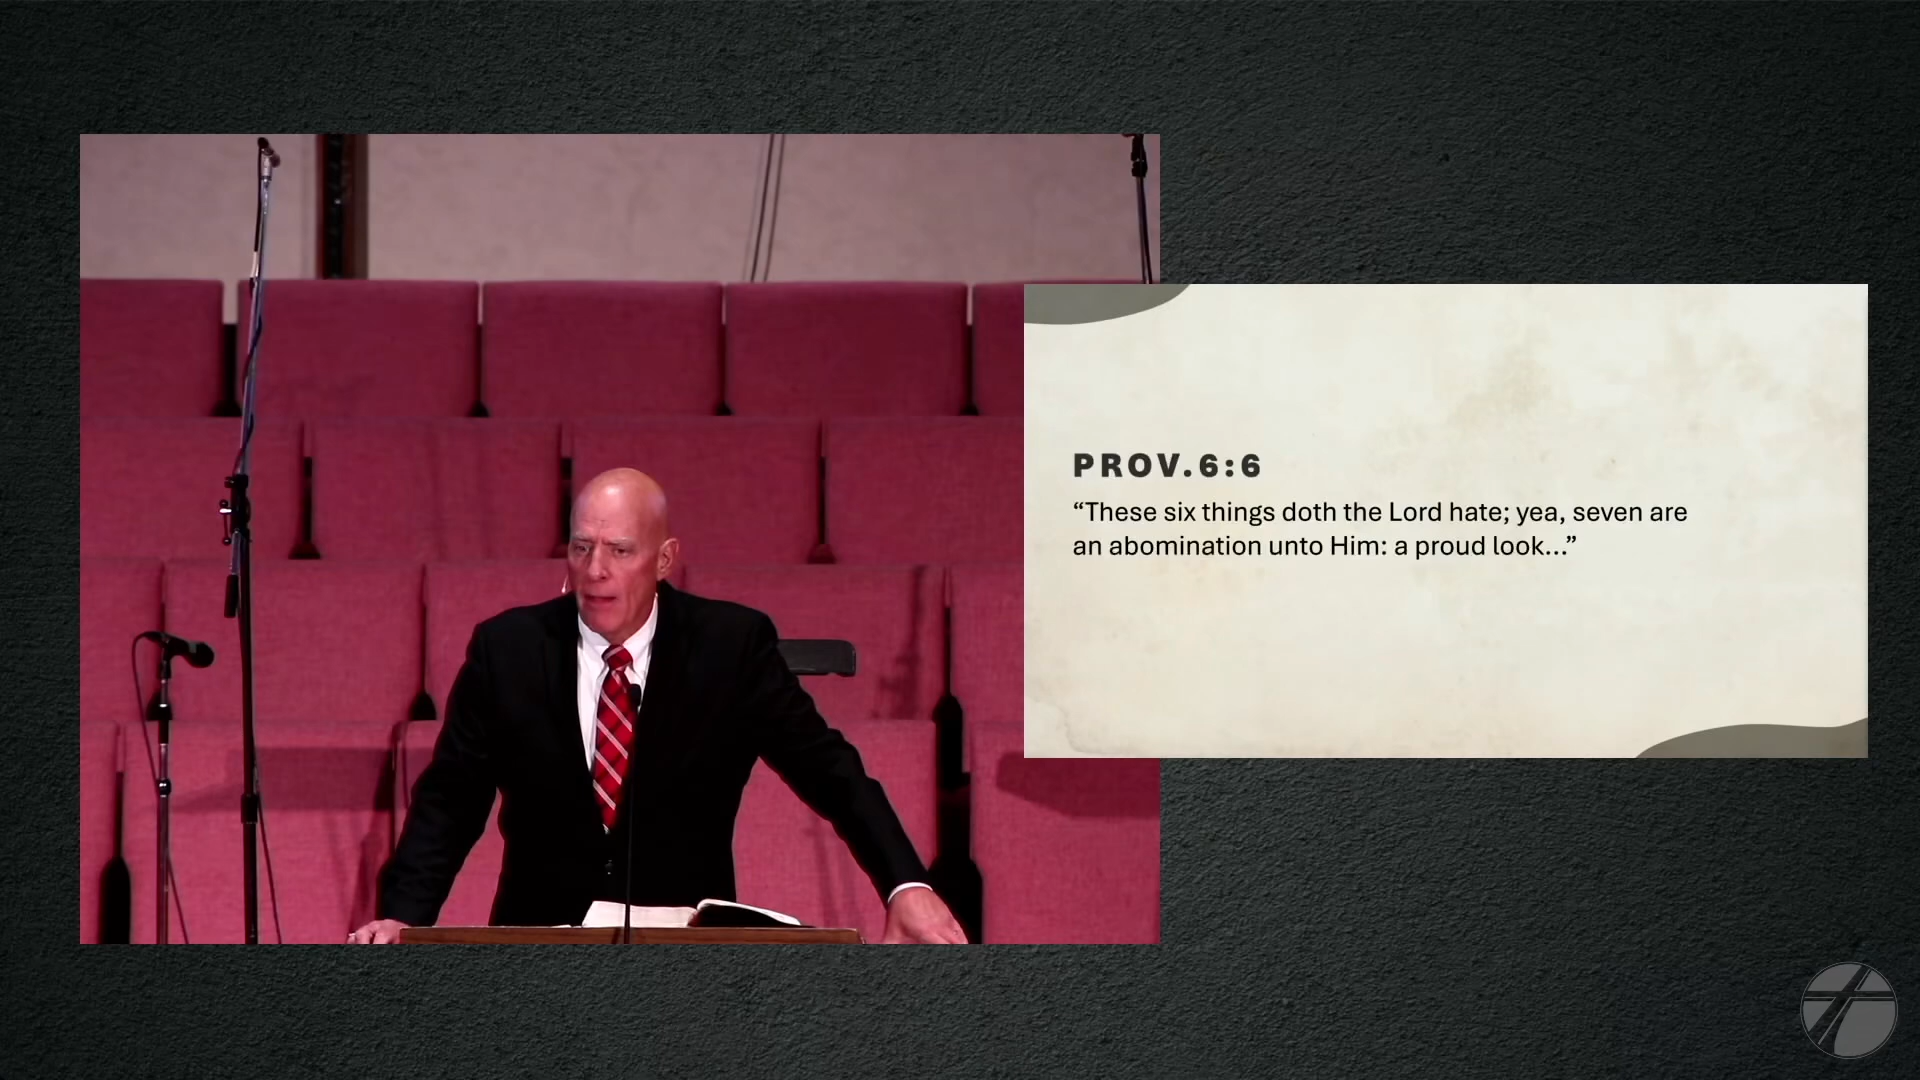 PROV.6:6
“These six things doth the Lord hate; yea, seven are
an abomination unto Him: a proud look...”